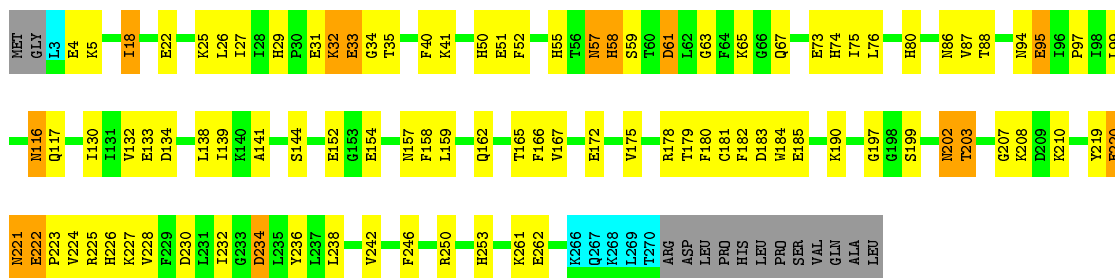 MET GLY L3 E4 K5 I18 E22 K25 L26 I27 I28 H29 P30 E31 K32 E33 G34 T35 F40 K41 H50 E51 F52 H55 T56 N57 H58 S59 T60 D61 L62 G63 F64 K65 G66 Q67 E73 H74 I75 L76 H80 N86 V87 T88 N94 E95 I96 P97 I98
N116 Q117 I130 I131 V132 E133 D134 L138 I139 K140 A141 S144 E152 G153 E154 N157 F158 L159 Q162 T165 F166 V167 E172 V175 R178 T179 F180 C181 F182 D183 W184 E185 K190 G197 G198 S199 N202 T203 G207 K208 D209 K210 Y219
N221 E222 P223 V224 R225 H226 K227 V228 F229 D230 L231 I232 G233 D234 L235 Y236 L237 L238 V242 F246 R250 H253 K261 E262 K266 Q267 K268 L269 T270 ARG ASP LEU PRO HIS LEU PRO SER VAL GLN ALA LEU